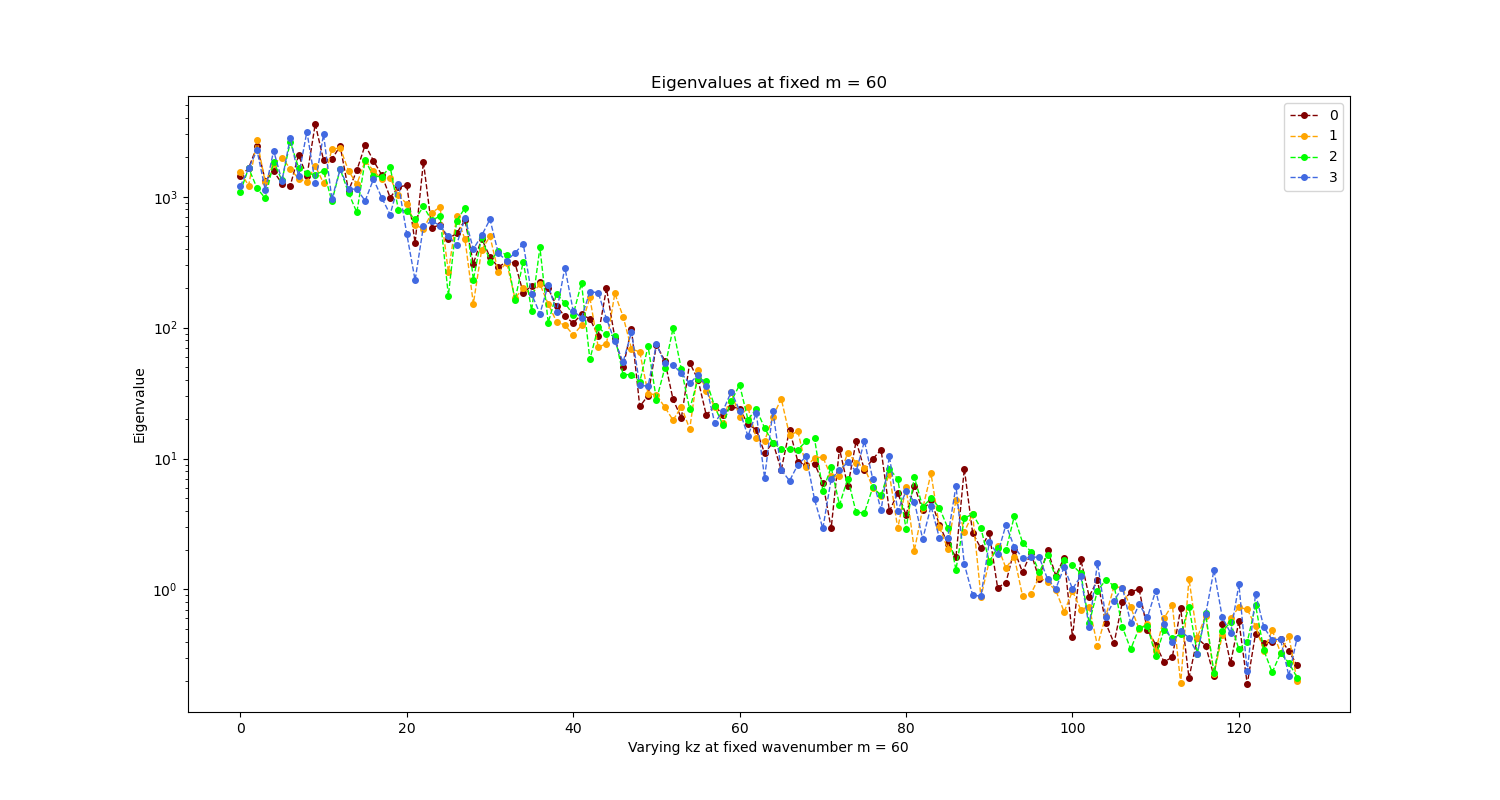 Eigenvalues at fixed m = 60
0
1
2
3
Eigenvalue
10³
10²
10¹
10⁰
0 20 40 60 80 100 120
Varying kz at fixed wavenumber m = 60